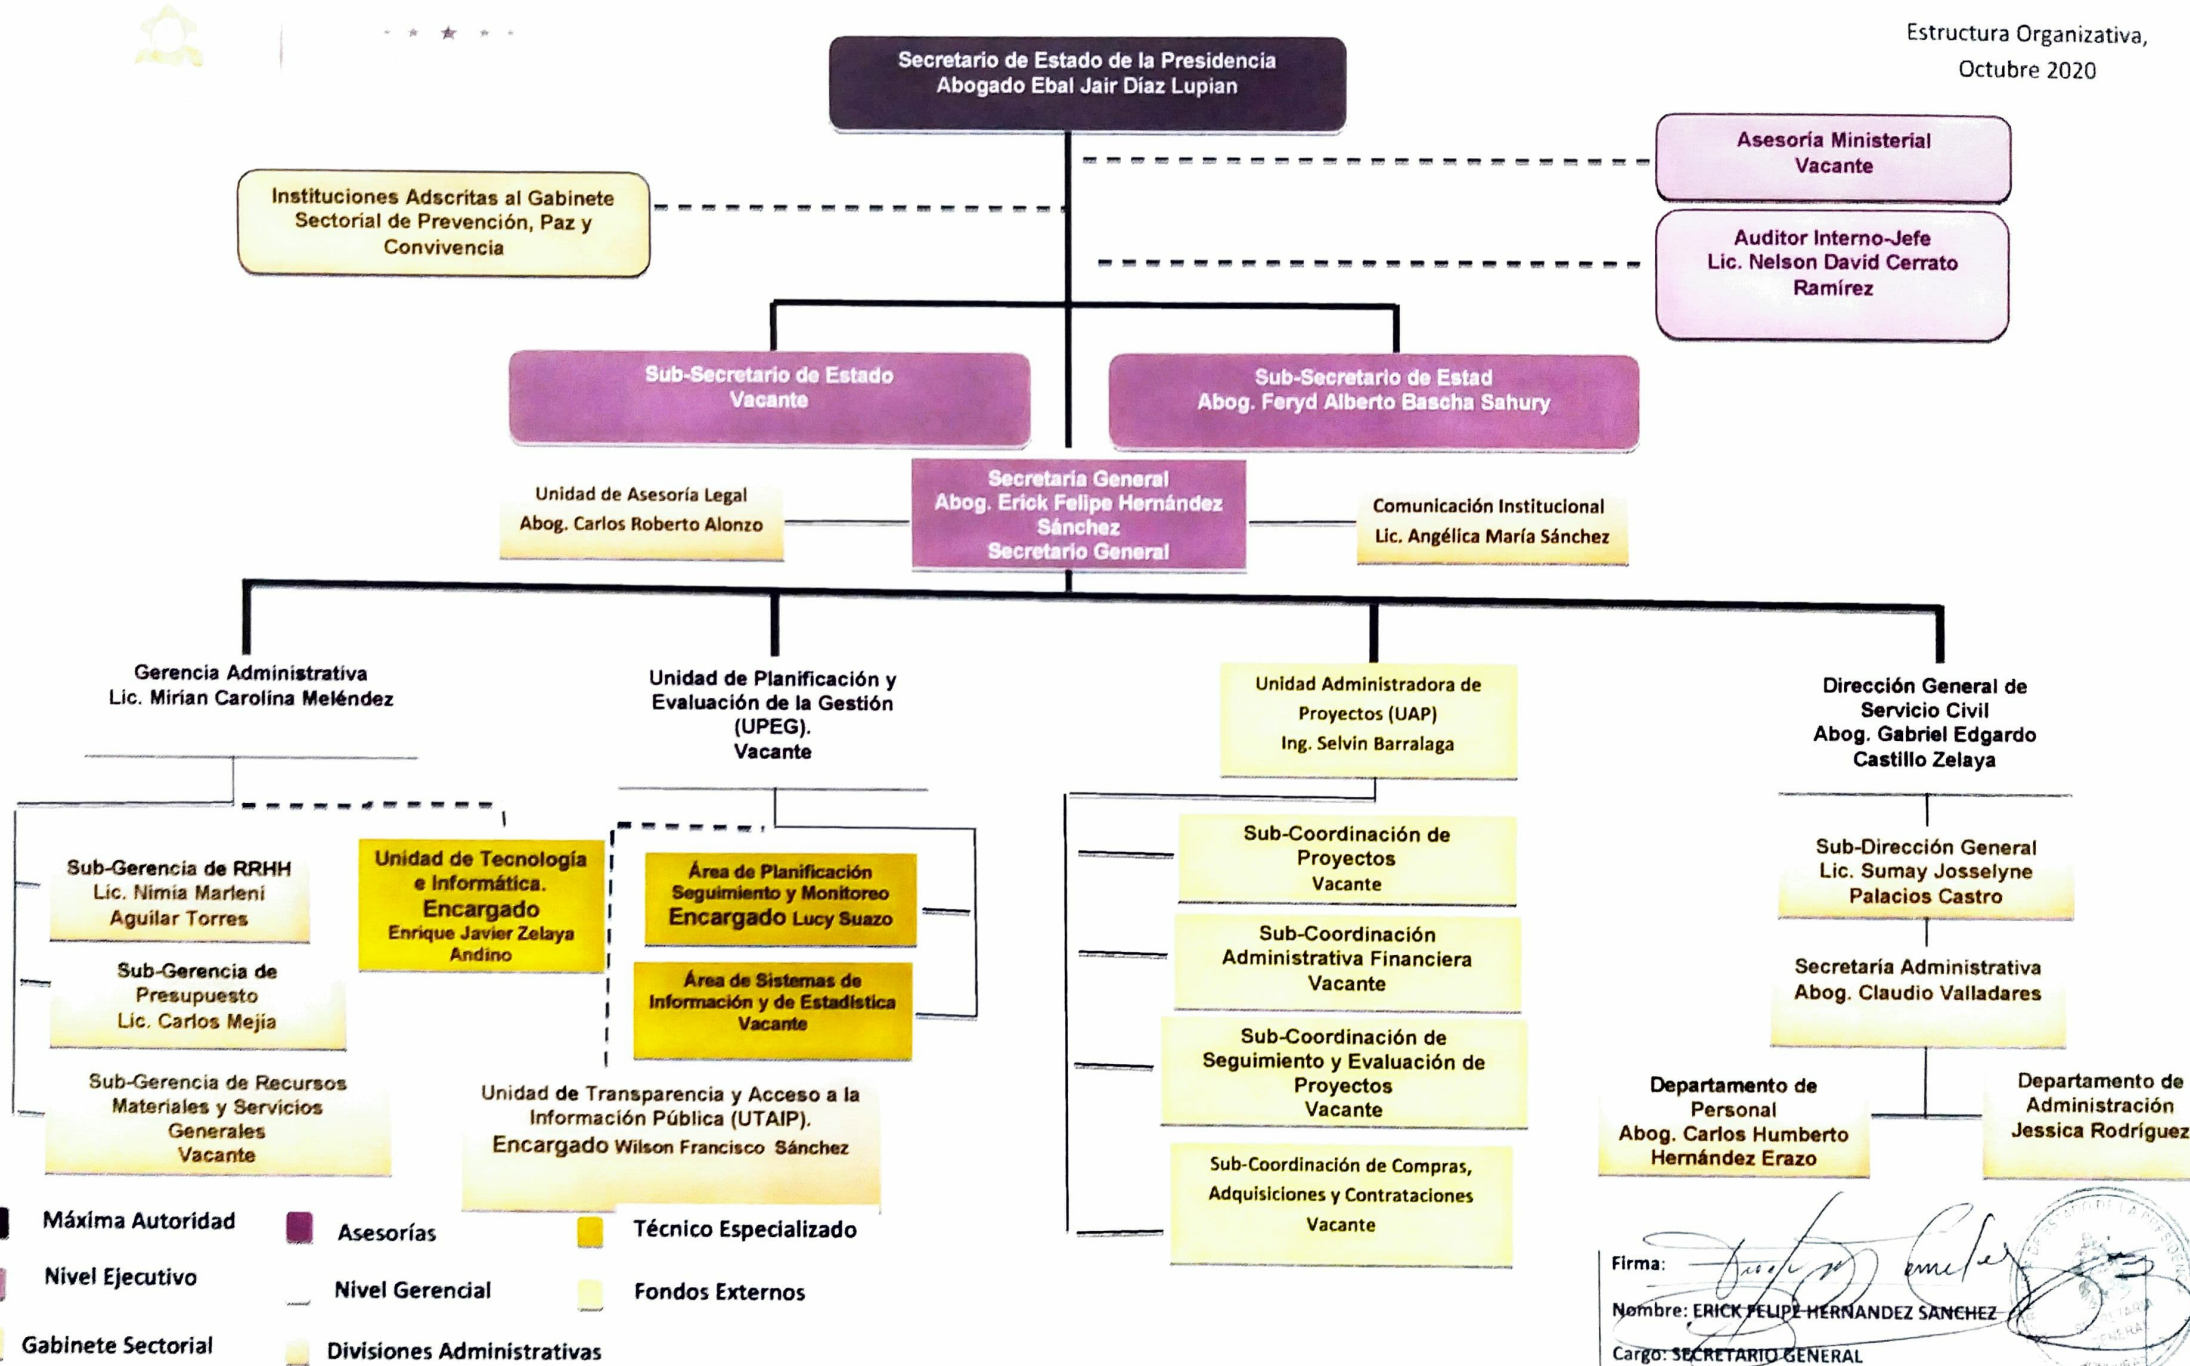 Estructura Organizativa,
Octubre 2020
Secretario de Estado de la Presidencia
Abogado Ebal Jair Díaz Lupian
Asesoría Ministerial
Vacante
Instituciones Adscritas al Gabinete
Sectorial de Prevención, Paz y
Convivencia
Auditor Interno-Jefe
Lic. Nelson David Cerrato
Ramírez
Sub-Secretario de Estado
Vacante
Sub-Secretario de Estad
Abog. Feryd Alberto Bascha Sahury
Unidad de Asesoría Legal
Abog. Carlos Roberto Alonzo
Secretaria General
Abog. Erick Felipe Hernández
Sánchez
Secretario General
Comunicación Institucional
Lic. Angélica María Sánchez
Gerencia Administrativa
Lic. Mirian Carolina Meléndez
Unidad de Planificación y
Evaluación de la Gestión
(UPEG).
Vacante
Unidad Administradora de
Proyectos (UAP)
Ing. Selvin Barralaga
Dirección General de
Servicio Civil
Abog. Gabriel Edgardo
Castillo Zelaya
Sub-Gerencia de RRHH
Lic. Nimia Marleni
Aguilar Torres
Unidad de Tecnología
e Informática.
Encargado
Enrique Javier Zelaya
Andino
Sub-Gerencia de
Presupuesto
Lic. Carlos Mejía
Sub-Gerencia de Recursos
Materiales y Servicios
Generales
Vacante
Área de Planificación
Seguimiento y Monitoreo
Encargado Lucy Suazo
Área de Sistemas de
Información y de Estadística
Vacante
Unidad de Transparencia y Acceso a la
Información Pública (UTAIP).
Encargado Wilson Francisco Sánchez
Sub-Coordinación de
Proyectos
Vacante
Sub-Coordinación
Administrativa Financiera
Vacante
Sub-Coordinación de
Seguimiento y Evaluación de
Proyectos
Vacante
Sub-Coordinación de Compras,
Adquisiciones y Contrataciones
Vacante
Sub-Dirección General
Lic. Sumay Josselyne
Palacios Castro
Secretaría Administrativa
Abog. Claudio Valladares
Departamento de
Personal
Abog. Carlos Humberto
Hernández Erazo
Departamento de
Administración
Jessica Rodríguez
Máxima Autoridad
Asesorías
Técnico Especializado
Nivel Ejecutivo
Nivel Gerencial
Fondos Externos
Gabinete Sectorial
Divisiones Administrativas
Firma:
Nombre: ERICK FELIPE HERNANDEZ SANCHEZ
Cargo: SECRETARIO GENERAL